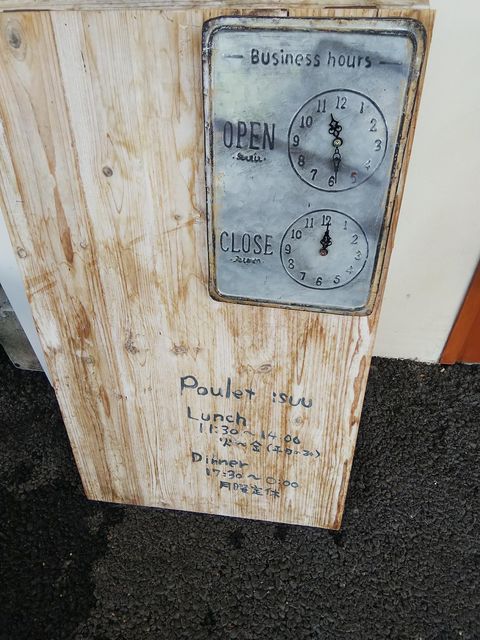 Business hours
OPEN
CLOSE
Poulet
Lunch
11:30〜14:00
火〜金
Dinner
17:30〜0:00
月曜定休